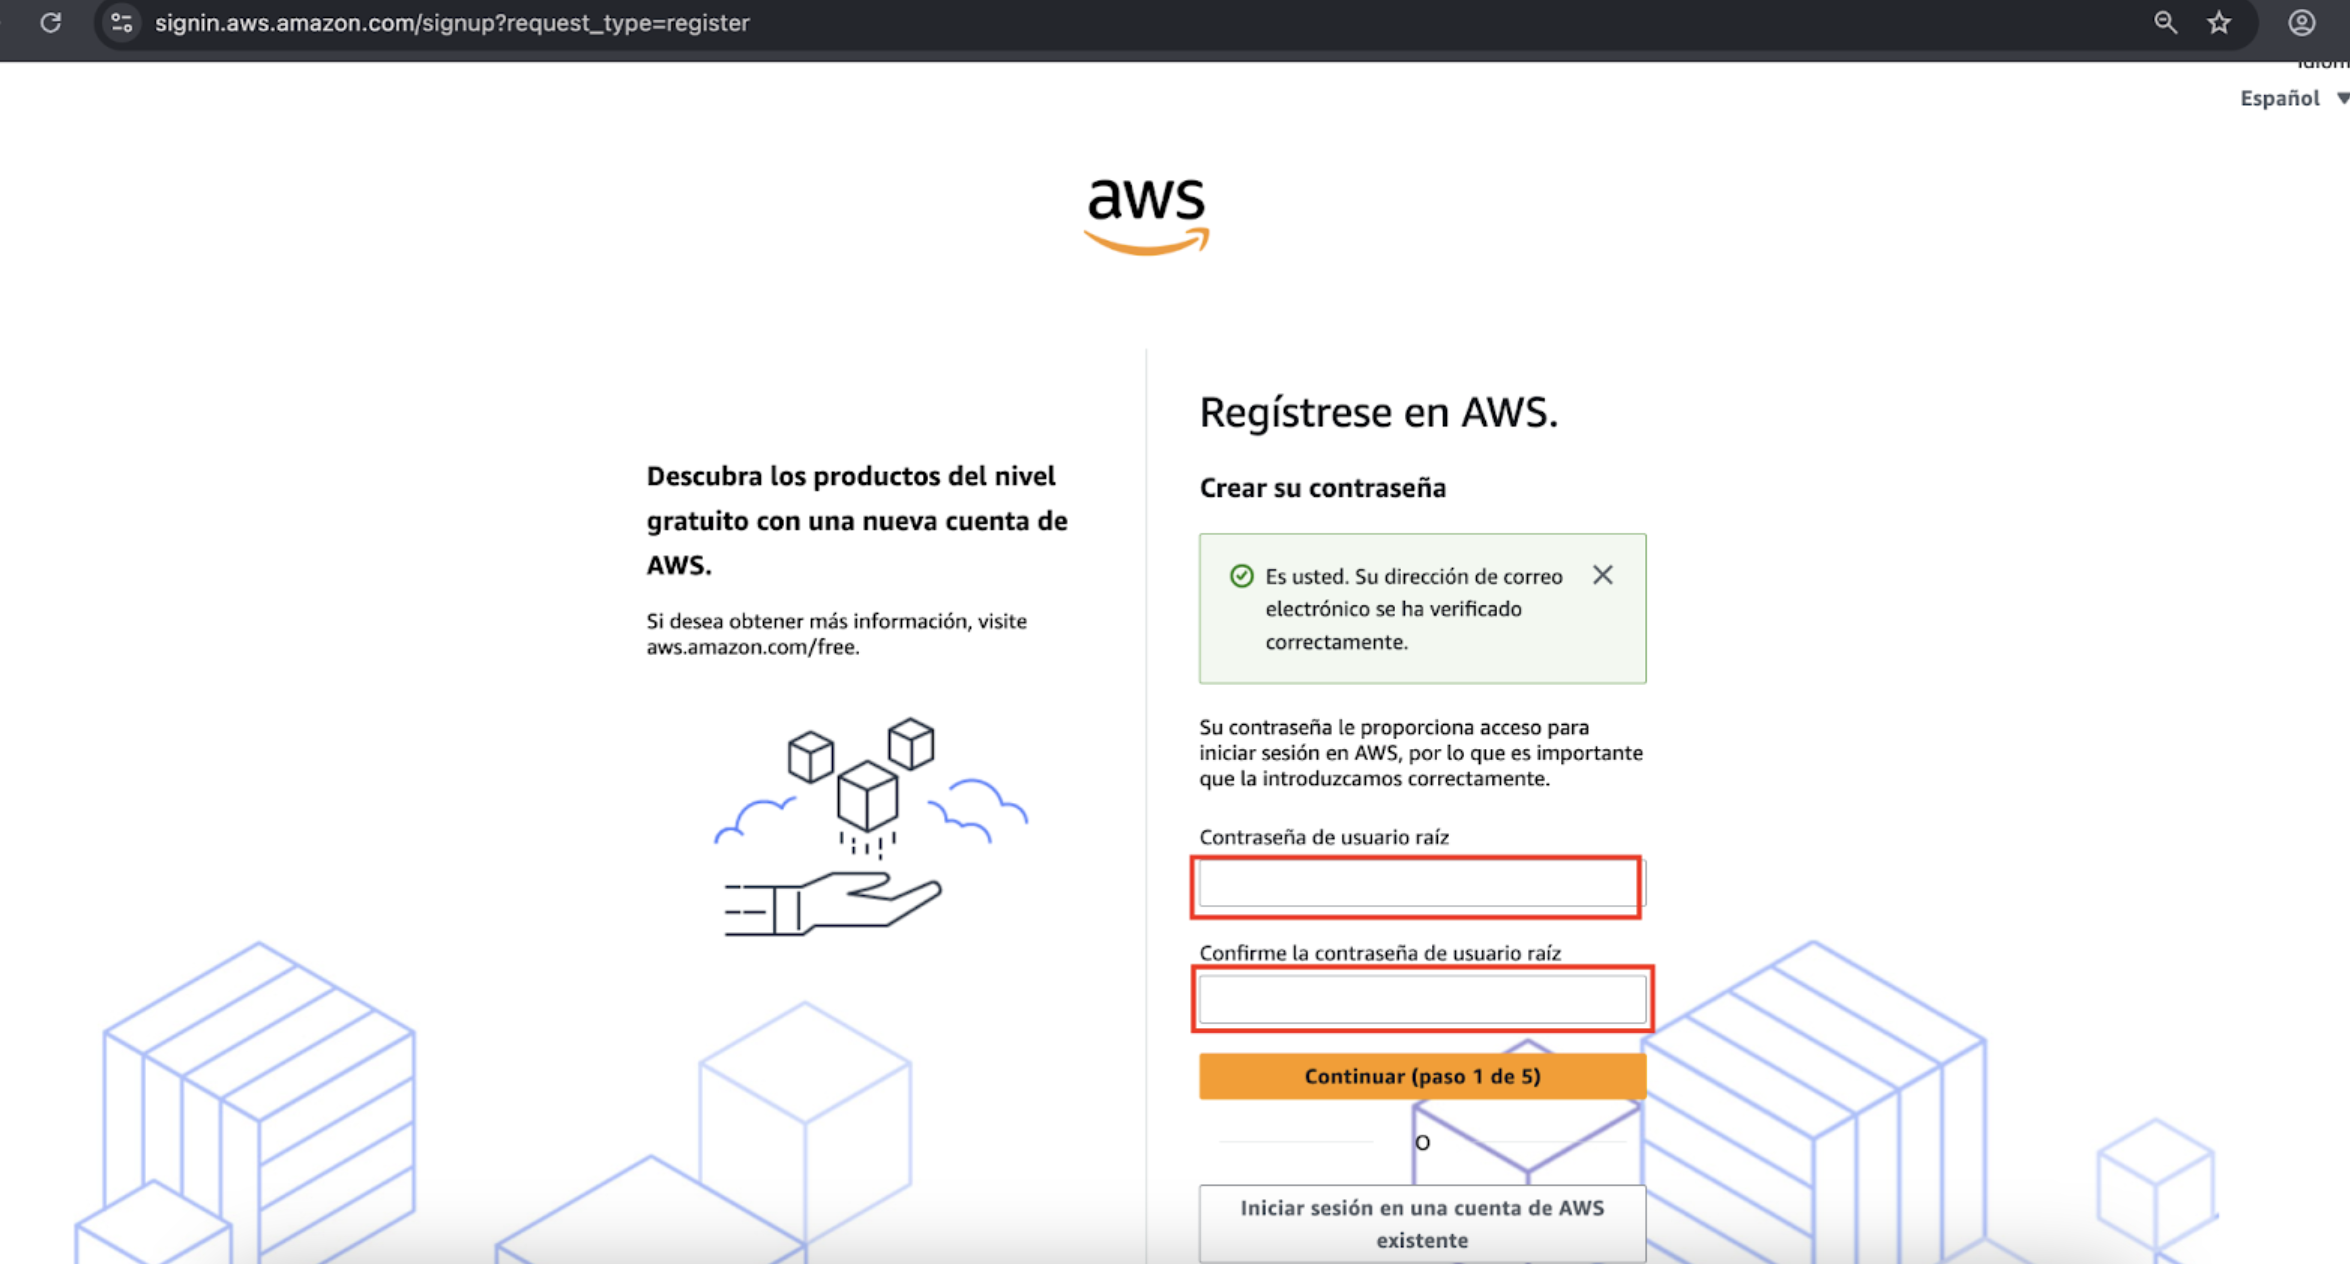 signin.aws.amazon.com/signup?request_type=register
Español
aws
Regístrese en AWS.
Descubra los productos del nivel
gratuito con una nueva cuenta de
AWS.
Si desea obtener más información, visite
aws.amazon.com/free.
Crear su contraseña
Es usted. Su dirección de correo
electrónico se ha verificado
correctamente.
Su contraseña le proporciona acceso para
iniciar sesión en AWS, por lo que es importante
que la introduzcamos correctamente.
Contraseña de usuario raíz
Confirme la contraseña de usuario raíz
Continuar (paso 1 de 5)
O
Iniciar sesión en una cuenta de AWS
existente